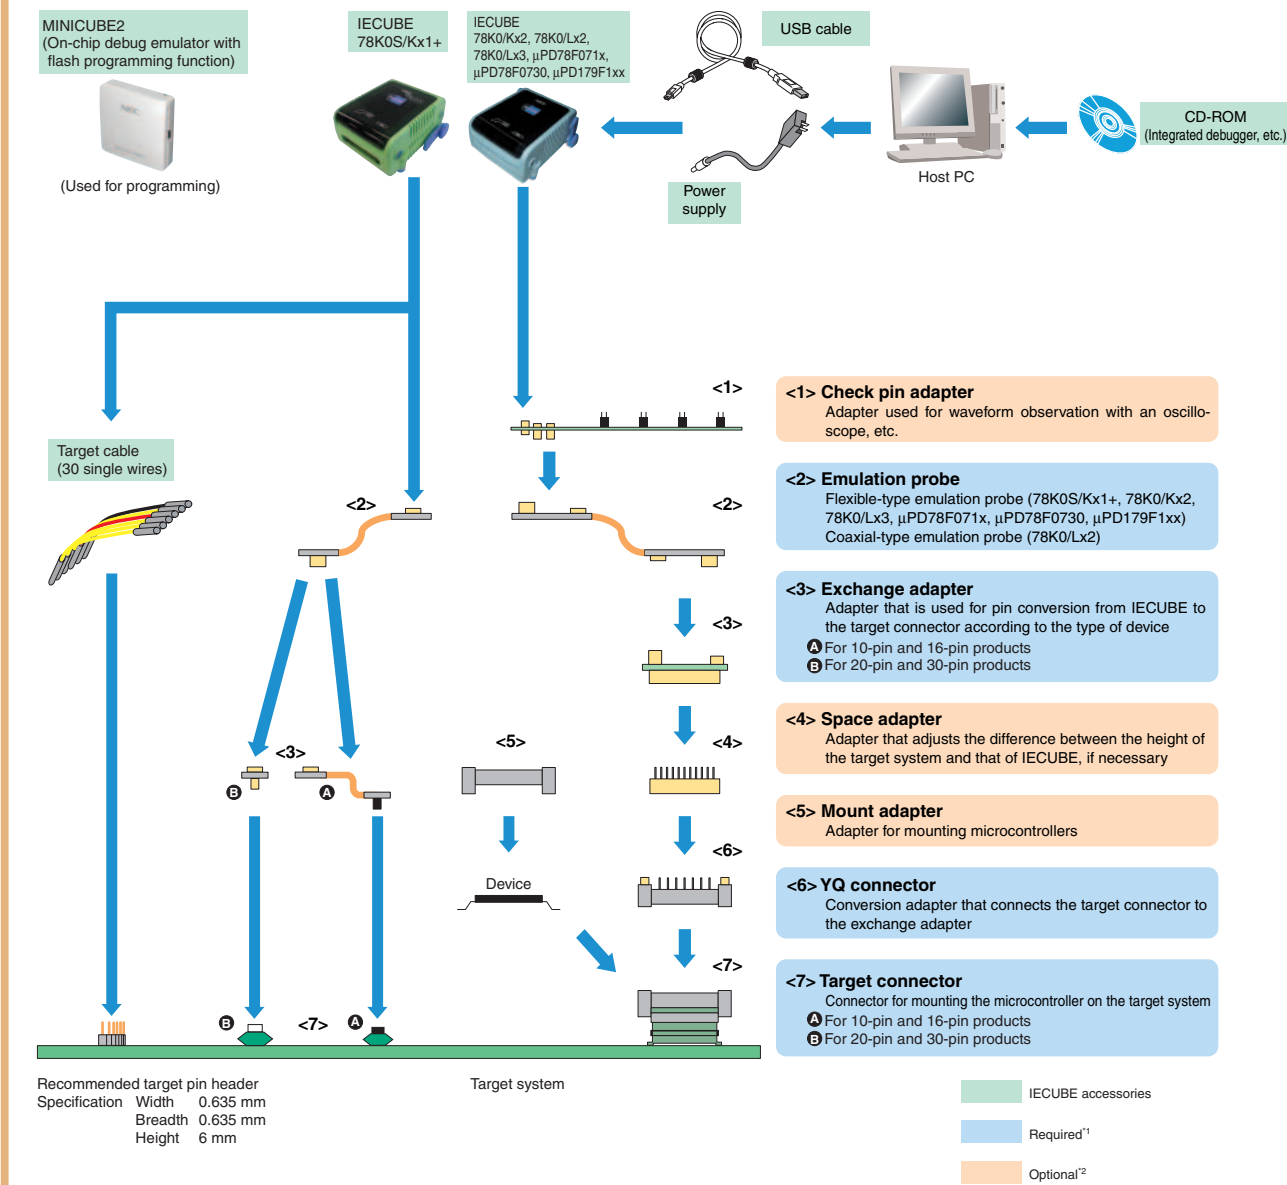 MINICUBE2
(On-chip debug emulator with
flash programming function)
(Used for programming)
IECUBE
78K0S/Kx1+
IECUBE
78K0/Kx2, 78K0/Lx2,
78K0/Lx3, µPD78F071x,
µPD78F0730, µPD179F1xx
USB cable
Power
supply
Host PC
CD-ROM
(Integrated debugger, etc.)
NEC
Target cable
(30 single wires)
<1>
<2>
<2>
<3>
<3>
B
A
<4>
<5>
<6>
Device
<7>
B
<7>
A
<1> Check pin adapter
Adapter used for waveform observation with an oscillo-
scope, etc.
<2> Emulation probe
Flexible-type emulation probe (78K0S/Kx1+, 78K0/Kx2,
78K0/Lx3, µPD78F071x, µPD78F0730, µPD179F1xx)
Coaxial-type emulation probe (78K0/Lx2)
<3> Exchange adapter
Adapter that is used for pin conversion from IECUBE to
the target connector according to the type of device
A For 10-pin and 16-pin products
B For 20-pin and 30-pin products
<4> Space adapter
Adapter that adjusts the difference between the height of
the target system and that of IECUBE, if necessary
<5> Mount adapter
Adapter for mounting microcontrollers
<6> YQ connector
Conversion adapter that connects the target connector to
the exchange adapter
<7> Target connector
Connector for mounting the microcontroller on the target system
A For 10-pin and 16-pin products
B For 20-pin and 30-pin products
Recommended target pin header
Specification Width 0.635 mm
Breadth 0.635 mm
Height 6 mm
Target system
IECUBE accessories
Required*1
Optional*2